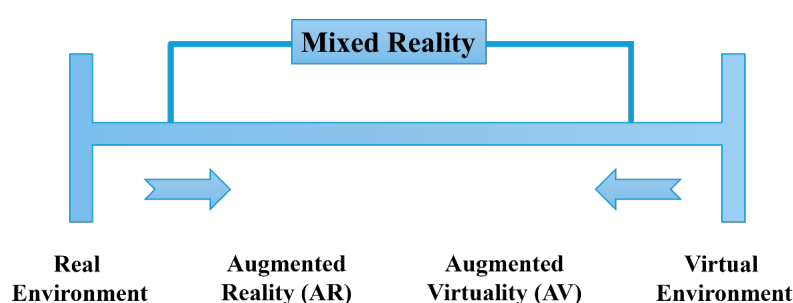 Mixed Reality
Real
Environment
Augmented
Reality (AR)
Augmented
Virtuality (AV)
Virtual
Environment